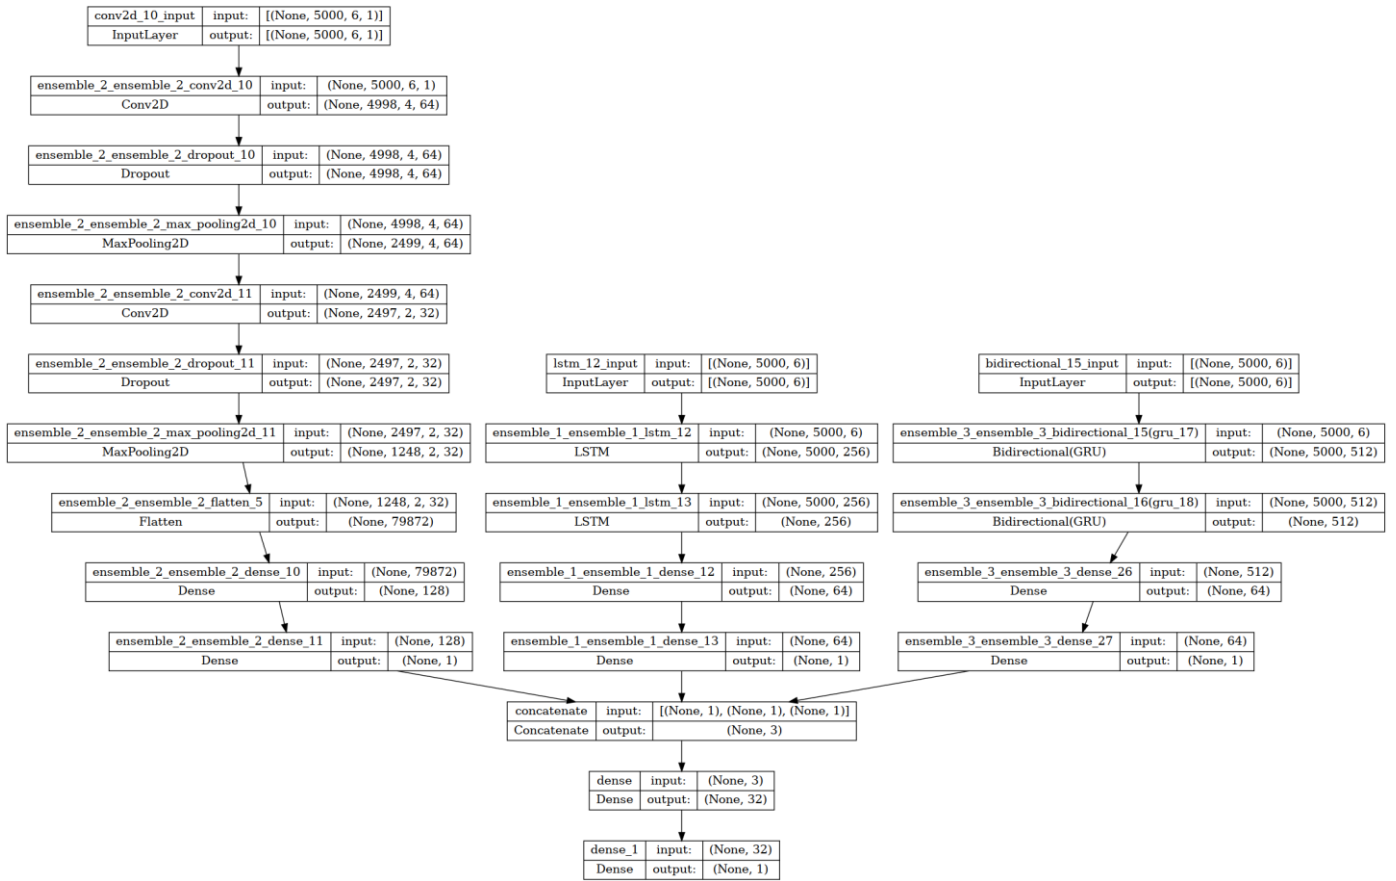 conv2d_10_input input: [(None, 5000, 6, 1)]
InputLayer output: [(None, 5000, 6, 1)]
ensemble_2_ensemble_2_conv2d_10 input: (None, 5000, 6, 1)
Conv2D output: (None, 4998, 4, 64)
ensemble_2_ensemble_2_dropout_10 input: (None, 4998, 4, 64)
Dropout output: (None, 4998, 4, 64)
ensemble_2_ensemble_2_max_pooling2d_10 input: (None, 4998, 4, 64)
MaxPooling2D output: (None, 2499, 4, 64)
ensemble_2_ensemble_2_conv2d_11 input: (None, 2499, 4, 64)
Conv2D output: (None, 2497, 2, 32)
ensemble_2_ensemble_2_dropout_11 input: (None, 2497, 2, 32)
Dropout output: (None, 2497, 2, 32)
ensemble_2_ensemble_2_max_pooling2d_11 input: (None, 2497, 2, 32)
MaxPooling2D output: (None, 1248, 2, 32)
ensemble_2_ensemble_2_flatten_5 input: (None, 1248, 2, 32)
Flatten output: (None, 79872)
ensemble_2_ensemble_2_dense_10 input: (None, 79872)
Dense output: (None, 128)
ensemble_2_ensemble_2_dense_11 input: (None, 128)
Dense output: (None, 1)
lstm_12_input input: [(None, 5000, 6)]
InputLayer output: [(None, 5000, 6)]
ensemble_1_ensemble_1_lstm_12 input: (None, 5000, 6)
LSTM output: (None, 5000, 256)
ensemble_1_ensemble_1_lstm_13 input: (None, 5000, 256)
LSTM output: (None, 256)
ensemble_1_ensemble_1_dense_12 input: (None, 256)
Dense output: (None, 64)
ensemble_1_ensemble_1_dense_13 input: (None, 64)
Dense output: (None, 1)
bidirectional_15_input input: [(None, 5000, 6)]
InputLayer output: [(None, 5000, 6)]
ensemble_3_ensemble_3_bidirectional_15(gru_17) input: (None, 5000, 6)
Bidirectional(GRU) output: (None, 5000, 512)
ensemble_3_ensemble_3_bidirectional_16(gru_18) input: (None, 5000, 512)
Bidirectional(GRU) output: (None, 512)
ensemble_3_ensemble_3_dense_26 input: (None, 512)
Dense output: (None, 64)
ensemble_3_ensemble_3_dense_27 input: (None, 64)
Dense output: (None, 1)
concatenate input: [(None, 1), (None, 1), (None, 1)]
Concatenate output: (None, 3)
dense input: (None, 3)
Dense output: (None, 32)
dense_1 input: (None, 32)
Dense output: (None, 1)